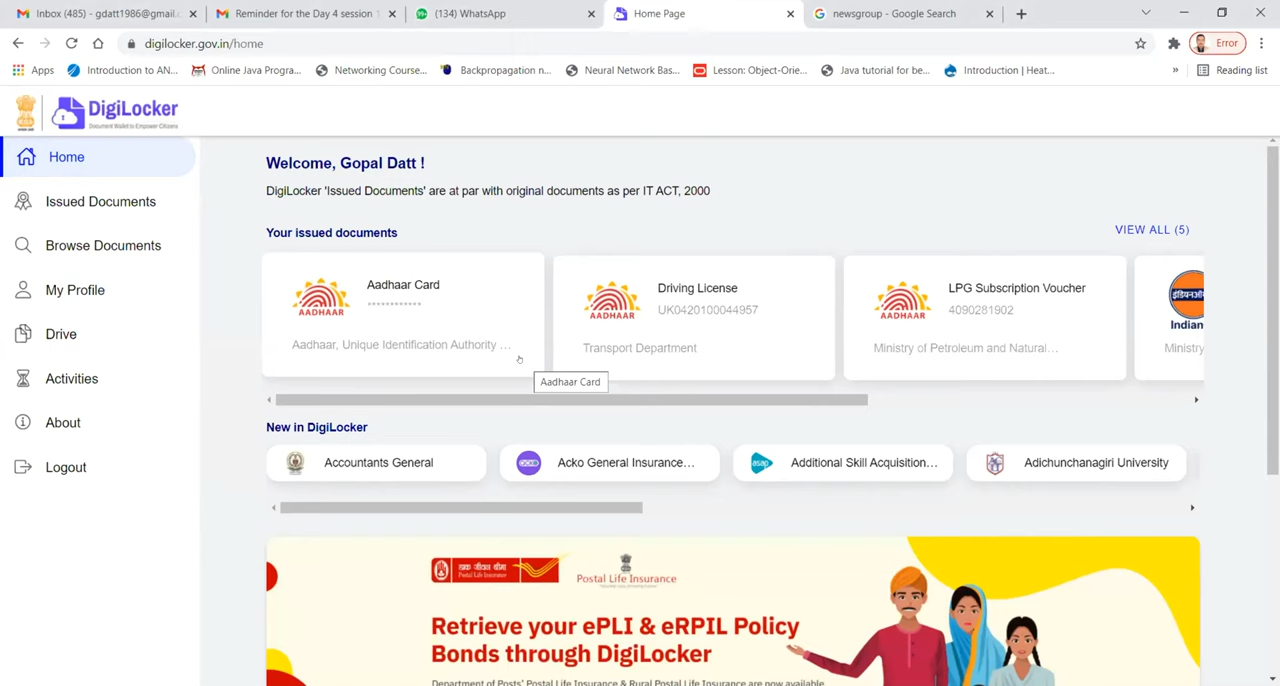 Inbox (485) - gdatt1986@gmail.c
Reminder for the Day 4 session
(134) WhatsApp
Home Page
newsgroup - Google Search
digilocker.gov.in/home
Error
Apps
Introduction to AN...
Online Java Progra...
Networking Course...
Backpropagation n...
Neural Network Bas...
Lesson: Object-Orie...
Java tutorial for be...
Introduction | Heat...
»
Reading list
DigiLocker
Document Wallet to Empower Citizens
Home
Issued Documents
Browse Documents
My Profile
Drive
Activities
About
Logout
Welcome, Gopal Datt !
DigiLocker 'Issued Documents' are at par with original documents as per IT ACT, 2000
Your issued documents
VIEW ALL (5)
AADHAAR
Aadhaar Card
············
Aadhaar, Unique Identification Authority ...
AADHAAR
Driving License
UK0420100044957
Transport Department
AADHAAR
LPG Subscription Voucher
4090281902
Ministry of Petroleum and Natural...
इंडियनऑ
Indian
Ministry
Aadhaar Card
New in DigiLocker
Accountants General
Acko General Insurance...
asap
Additional Skill Acquisition...
Adichunchanagiri University
डाक जीवन बीमा
Postal Life Insurance
Postal Life Insurance
Retrieve your ePLI & eRPIL Policy
Bonds through DigiLocker
Department of Posts' Postal Life Insurance & Rural Postal Life Insurance are now available